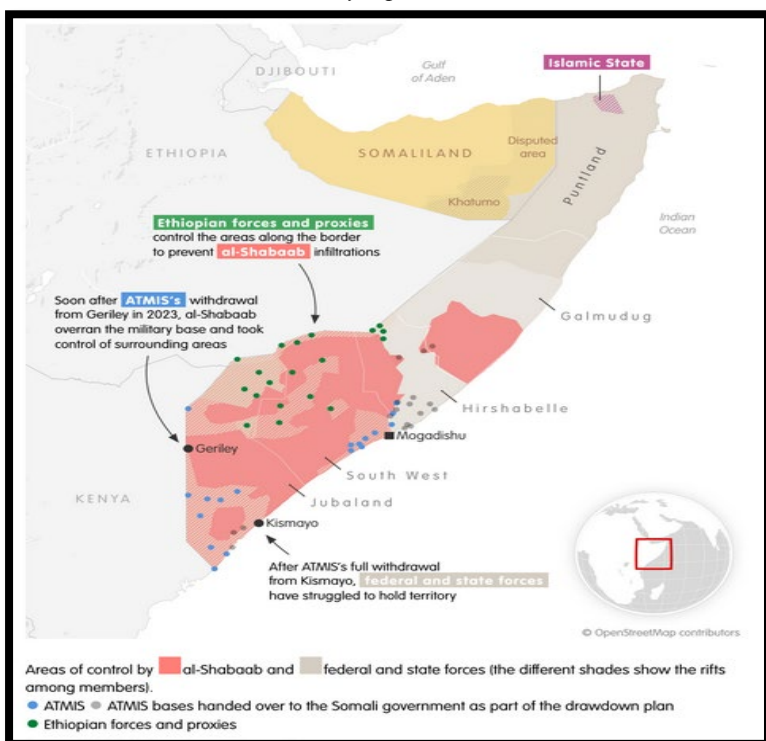 DJIBOUTI
Gulf
of Aden
Islamic State
ETHIOPIA
SOMALILAND
Disputed
area
Khatumo
Puntland
Indian
Ocean
Ethiopian forces and proxies
control the areas along the border
to prevent al-Shabaab infiltrations
Soon after ATMIS's withdrawal
from Geriley in 2023, al-Shabaab
overran the military base and took
control of surrounding areas
Galmudug
Hirshabelle
Mogadishu
Geriley
South West
KENYA
Jubaland
Kismayo
After ATMIS's full withdrawal
from Kismayo, federal and state forces
have struggled to hold territory
© OpenStreetMap contributors
Areas of control by al-Shabaab and federal and state forces (the different shades show the rifts
among members).
ATMIS ATMIS bases handed over to the Somali government as part of the drawdown plan
Ethiopian forces and proxies